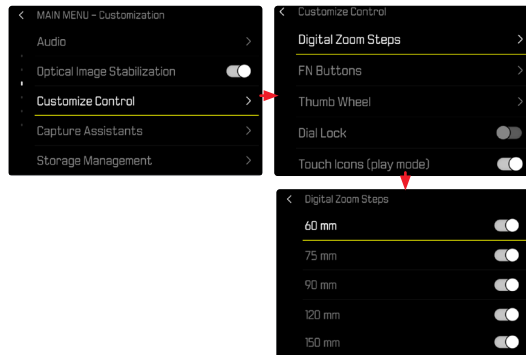 MAIN MENU – Customization
Audio
Optical Image Stabilization
Customize Control
Capture Assistants
Storage Management
Customize Control
Digital Zoom Steps
FN Buttons
Thumb Wheel
Dial Lock
Touch Icons (play mode)
Digital Zoom Steps
60 mm
75 mm
90 mm
120 mm
150 mm